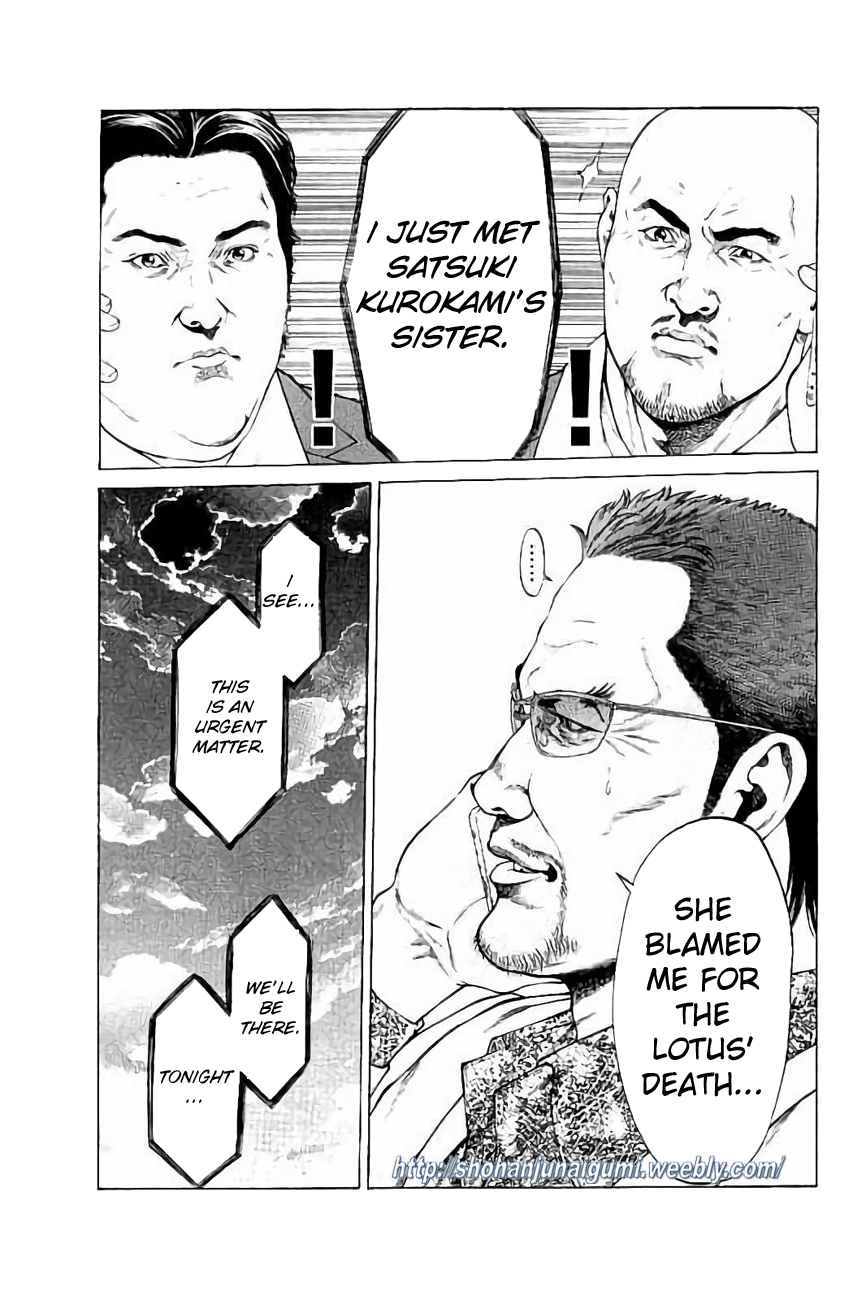 I JUST MET
SATSUKI
KUROKAMI'S
SISTER.
!
!
......
SHE
BLAMED
ME FOR
THE
LOTUS'
DEATH...
I
SEE...
THIS
IS AN
URGENT
MATTER.
WE'LL
BE
THERE.
TONIGHT
...
http://shonanjunaigumi.weebly.com/